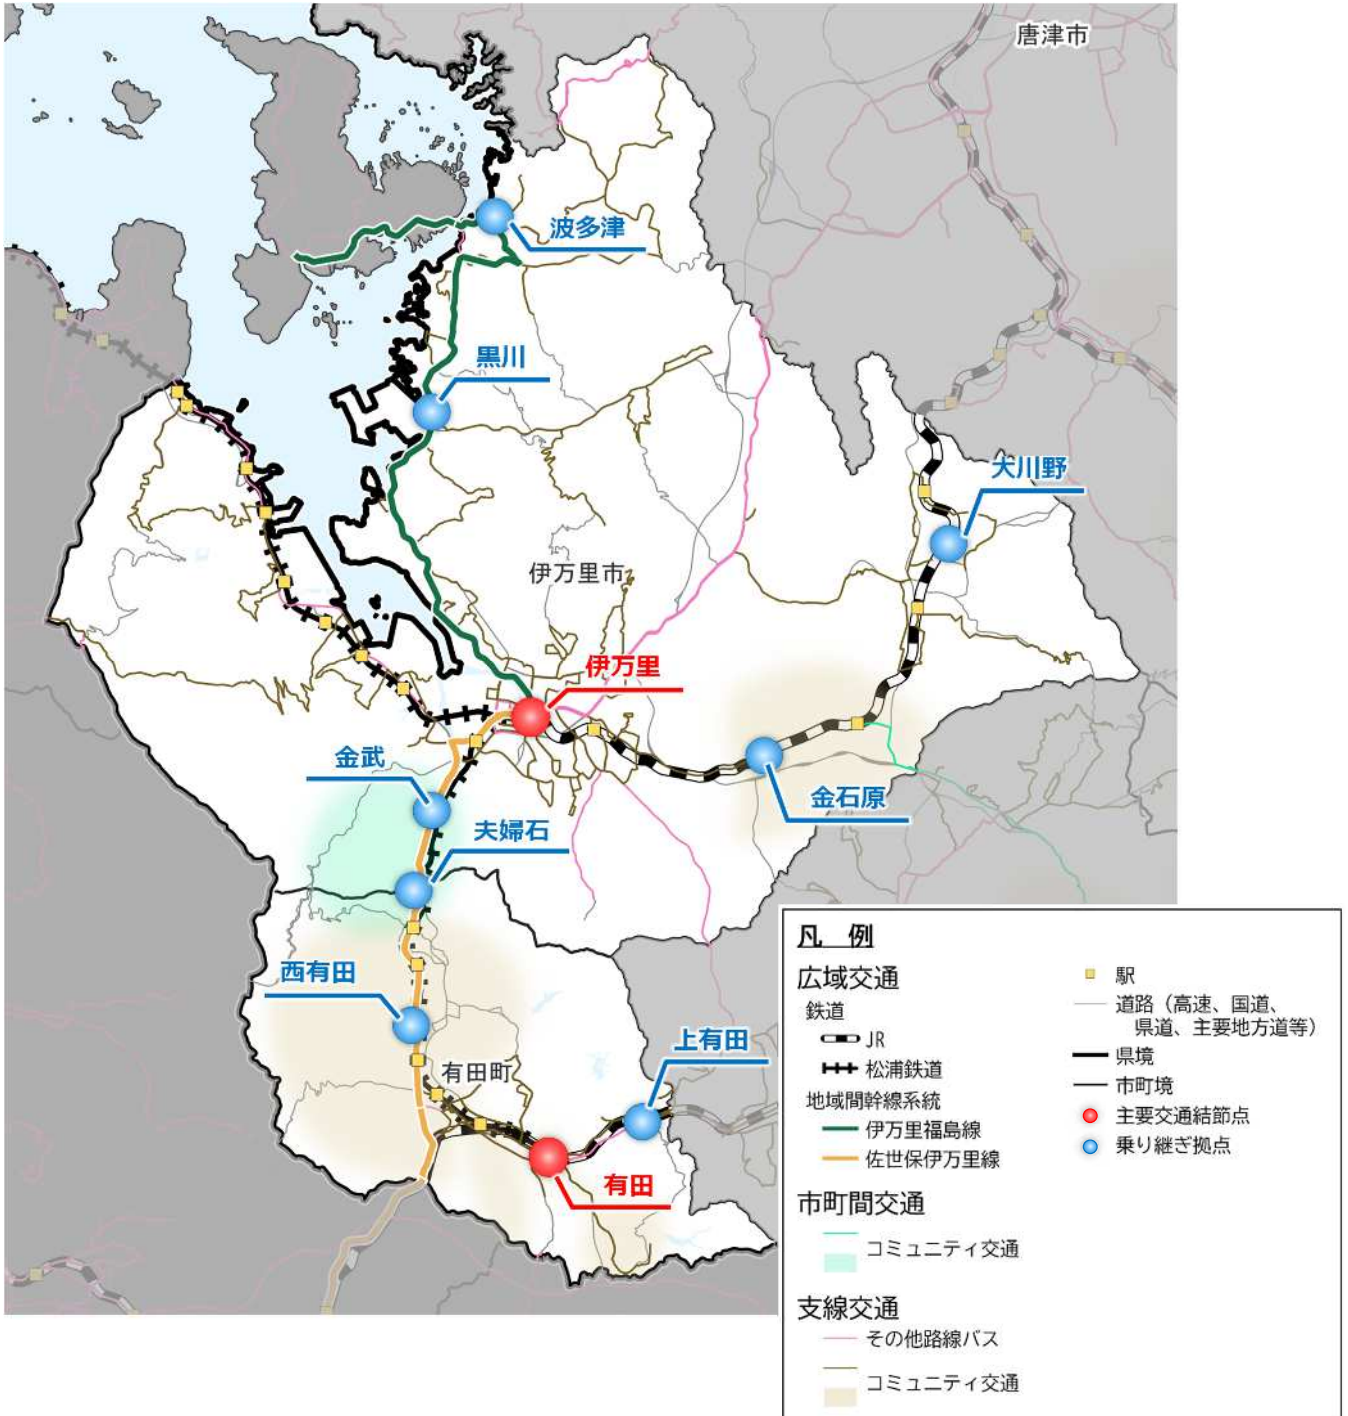 唐津市
波多津
黒川
大川野
伊万里市
伊万里
金武
金石原
夫婦石
西有田
上有田
有田町
有田
凡 例
広域交通
鉄道
JR
松浦鉄道
地域間幹線系統
伊万里福島線
佐世保伊万里線
市町間交通
コミュニティ交通
支線交通
その他路線バス
コミュニティ交通
駅
道路（高速、国道、
県道、主要地方道等）
県境
市町境
主要交通結節点
乗り継ぎ拠点